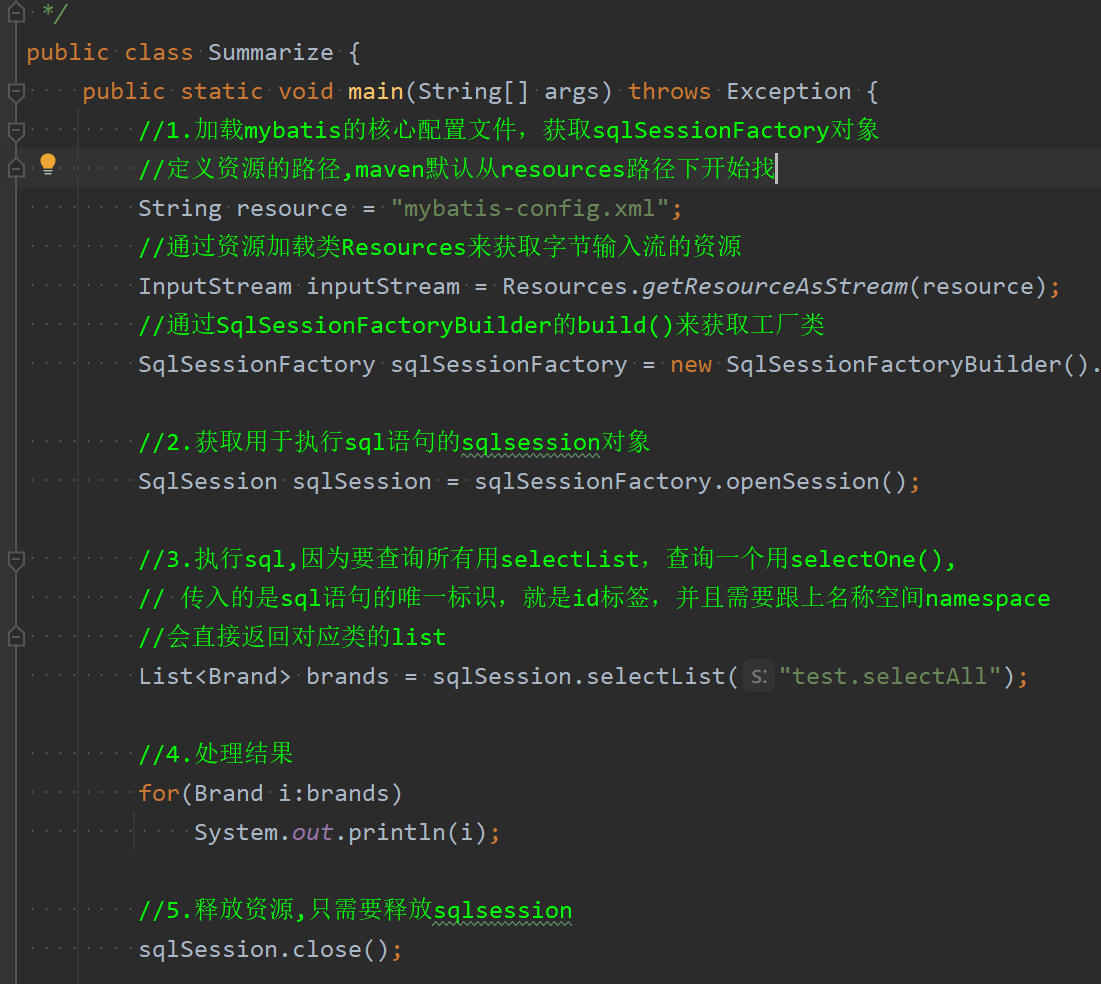 */
public class Summarize {
public static void main(String[] args) throws Exception {
//1.加载mybatis的核心配置文件，获取sqlSessionFactory对象
//定义资源的路径,maven默认从resources路径下开始找
String resource = "mybatis-config.xml";
//通过资源加载类Resources来获取字节输入流的资源
InputStream inputStream = Resources.getResourceAsStream(resource);
//通过SqlSessionFactoryBuilder的build()来获取工厂类
SqlSessionFactory sqlSessionFactory = new SqlSessionFactoryBuilder().
//2.获取用于执行sql语句的sqlsession对象
SqlSession sqlSession = sqlSessionFactory.openSession();
//3.执行sql,因为要查询所有用selectList，查询一个用selectOne(),
// 传入的是sql语句的唯一标识，就是id标签，并且需要跟上名称空间namespace
//会直接返回对应类的list
List<Brand> brands = sqlSession.selectList( s: "test.selectAll");
//4.处理结果
for(Brand i:brands)
System.out.println(i);
//5.释放资源,只需要释放sqlsession
sqlSession.close();